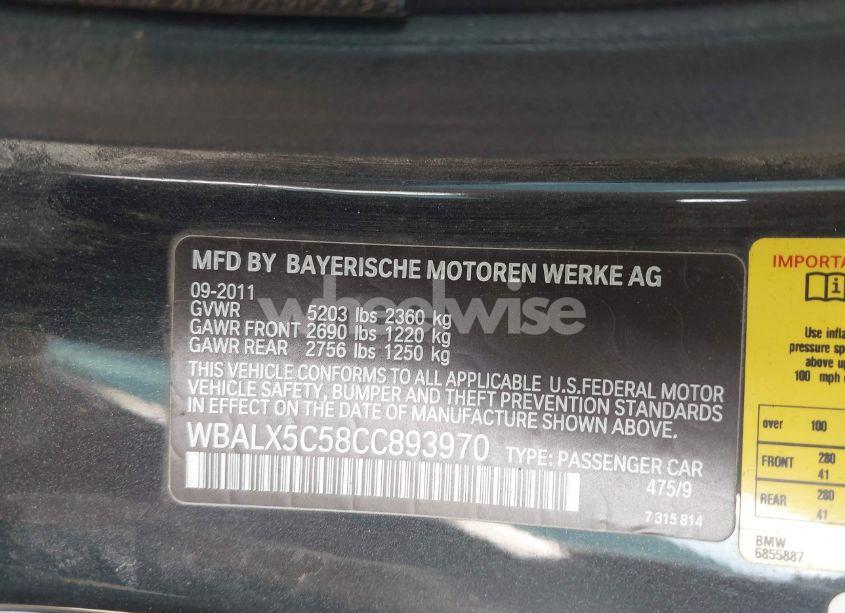 MFD BY BAYERISCHE MOTOREN WERKE AG
09-2011
GVWR 5203 lbs 2360 kg
GAWR FRONT 2690 lbs 1220 kg
GAWR REAR 2756 lbs 1250 kg
THIS VEHICLE CONFORMS TO ALL APPLICABLE U.S.FEDERAL MOTOR
VEHICLE SAFETY, BUMPER AND THEFT PREVENTION STANDARDS
IN EFFECT ON THE DATE OF MANUFACTURE SHOWN ABOVE.
WBALX5C58CC893970 TYPE: PASSENGER CAR
475/9
7 315 814
wheelwise
Use
pressure
above
100 mph
over 100
FRONT 280
41
REAR 280
41
BMW
6855887